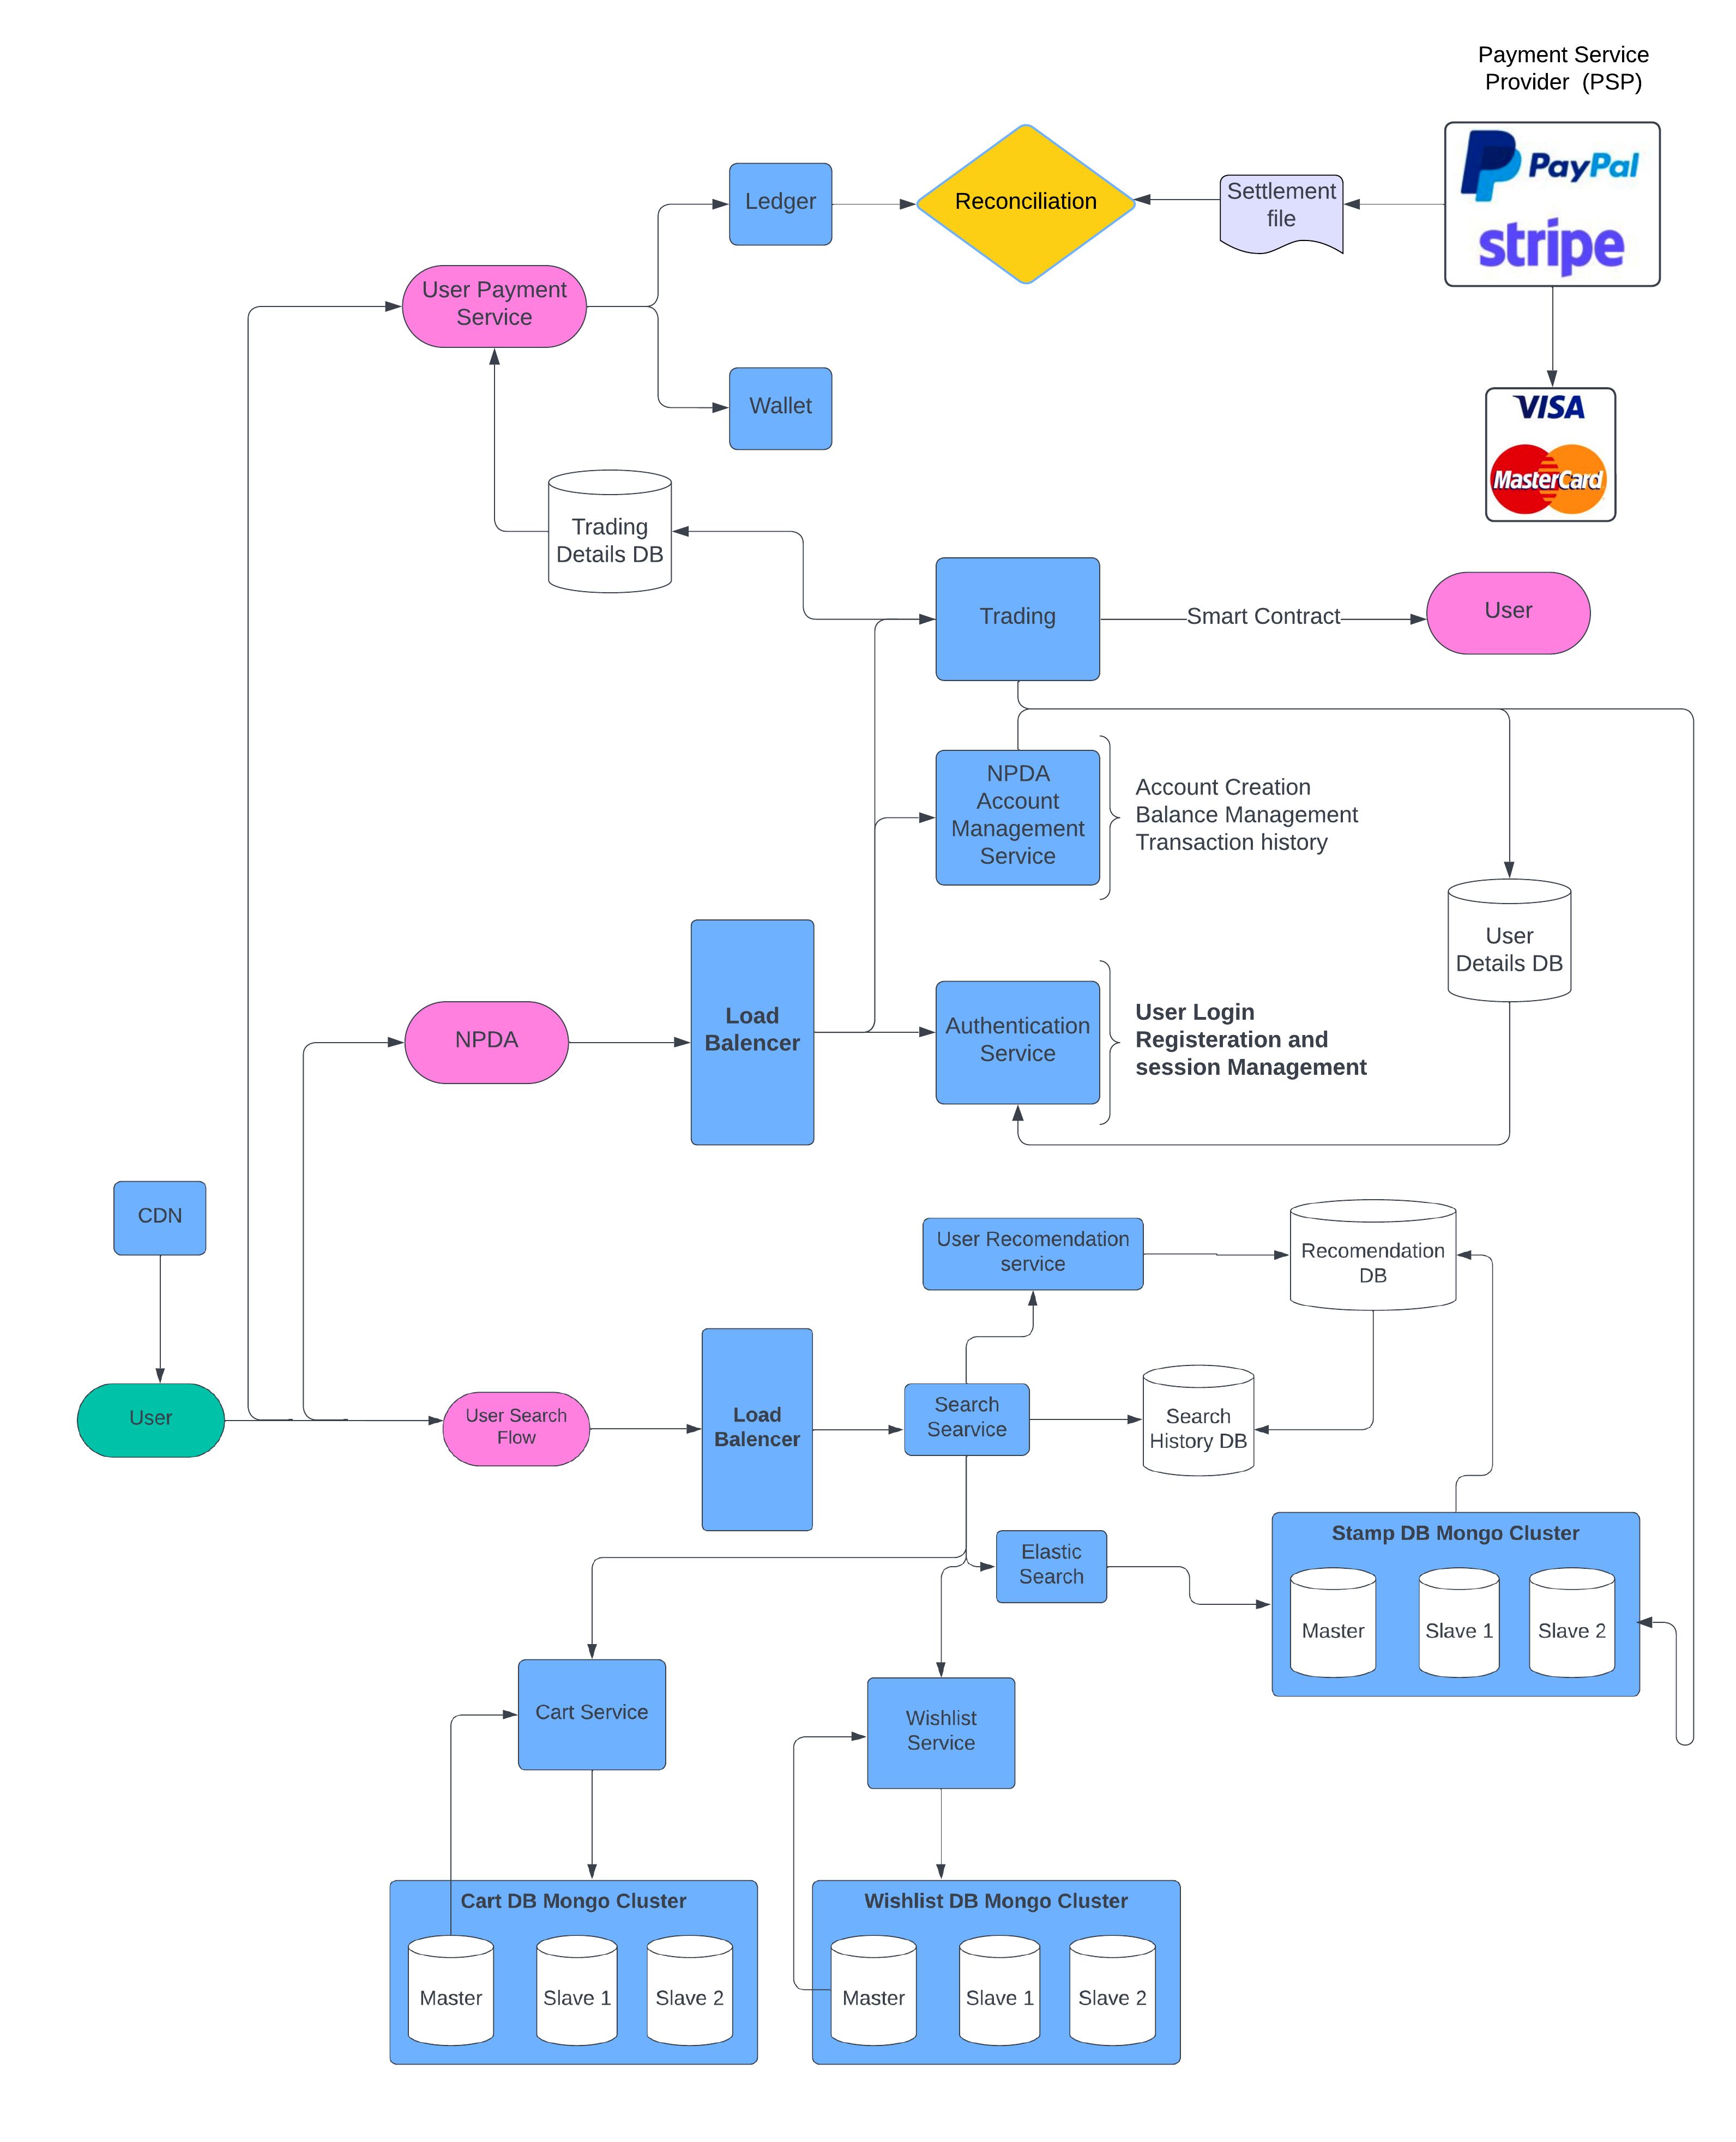 Payment Service
Provider  (PSP)
PayPal
stripe
Ledger
Reconciliation
Settlement
file
User Payment
Service
Wallet
VISA
MasterCard
Trading
Details DB
Trading
Smart Contract
User
NPDA
Account
Management
Service
Account Creation
Balance Management
Transaction history
User
Details DB
Load
Balencer
NPDA
Authentication
Service
User Login
Registeration and
session Management
CDN
User Recomendation
service
Recomendation
DB
User
User Search
Flow
Load
Balencer
Search
Searvice
Search
History DB
Elastic
Search
Stamp DB Mongo Cluster
Master
Slave 1
Slave 2
Cart Service
Wishlist
Service
Cart DB Mongo Cluster
Master
Slave 1
Slave 2
Wishlist DB Mongo Cluster
Master
Slave 1
Slave 2